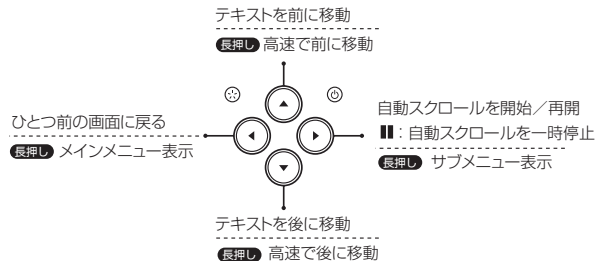 テキストを前に移動
長押し 高速で前に移動
ひとつ前の画面に戻る
長押し メインメニュー表示
自動スクロールを開始／再開
▮▮：自動スクロールを一時停止
長押し サブメニュー表示
テキストを後に移動
長押し 高速で後に移動